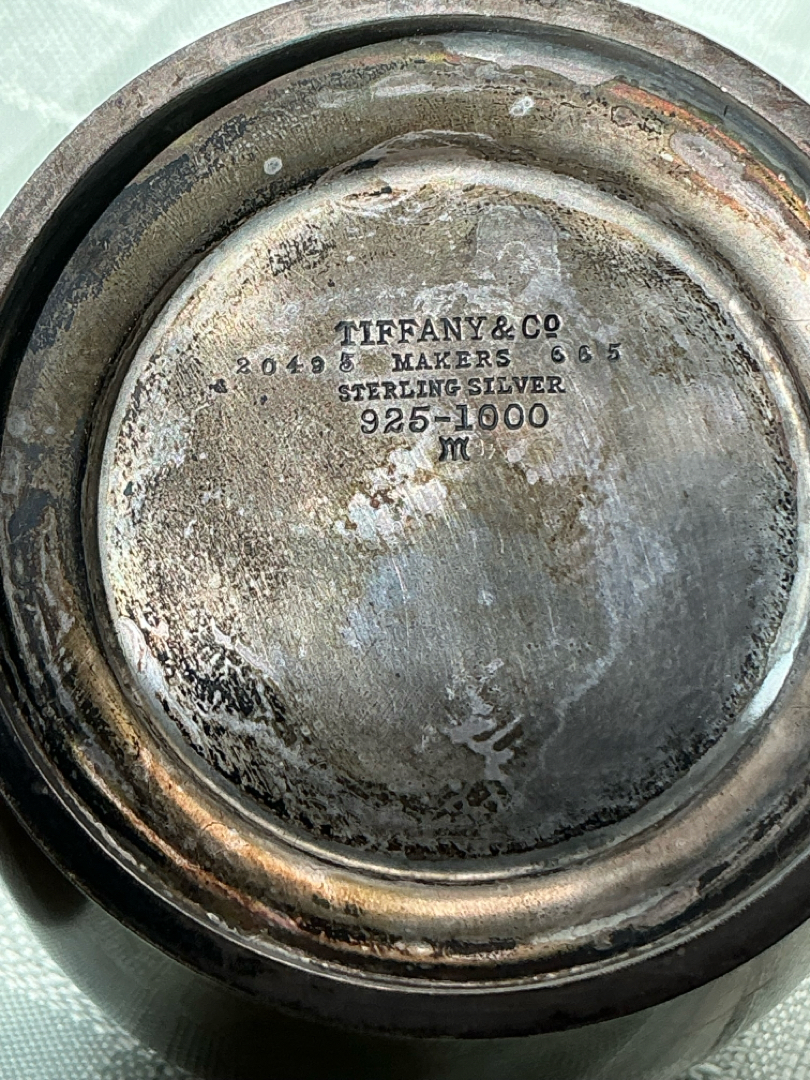 TIFFANY & Cº
20495 MAKERS 665
STERLING SILVER
925-1000
M